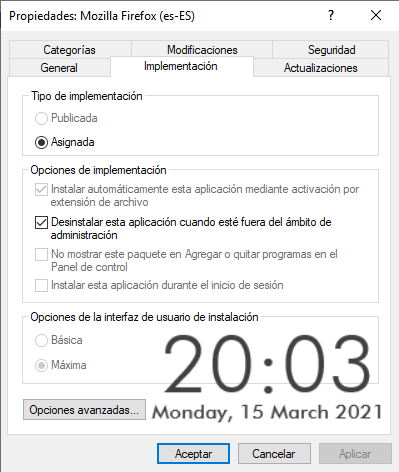 Propiedades: Mozilla Firefox (es-ES)
?
Categorías
Modificaciones
Seguridad
General
Implementación
Actualizaciones
Tipo de implementación
Publicada
Asignada
Opciones de implementación
Instalar automáticamente esta aplicación mediante activación por
extensión de archivo
Desinstalar esta aplicación cuando esté fuera del ámbito de
administración
No mostrar este paquete en Agregar o quitar programas en el
Panel de control
Instalar esta aplicación durante el inicio de sesión
Opciones de la interfaz de usuario de instalación
Básica
Máxima
20:03
Monday, 15 March 2021
Opciones avanzadas...
Aceptar
Cancelar
Aplicar